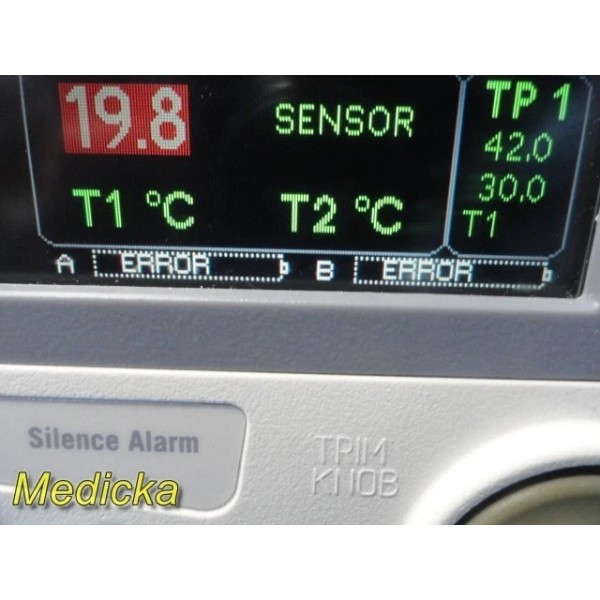 19.8
SENSOR
TP 1
42.0
30.0
T1 °C
T2 °C
T1
A ERROR
B ERROR
Silence Alarm
TRIM
KNOB
Medicka